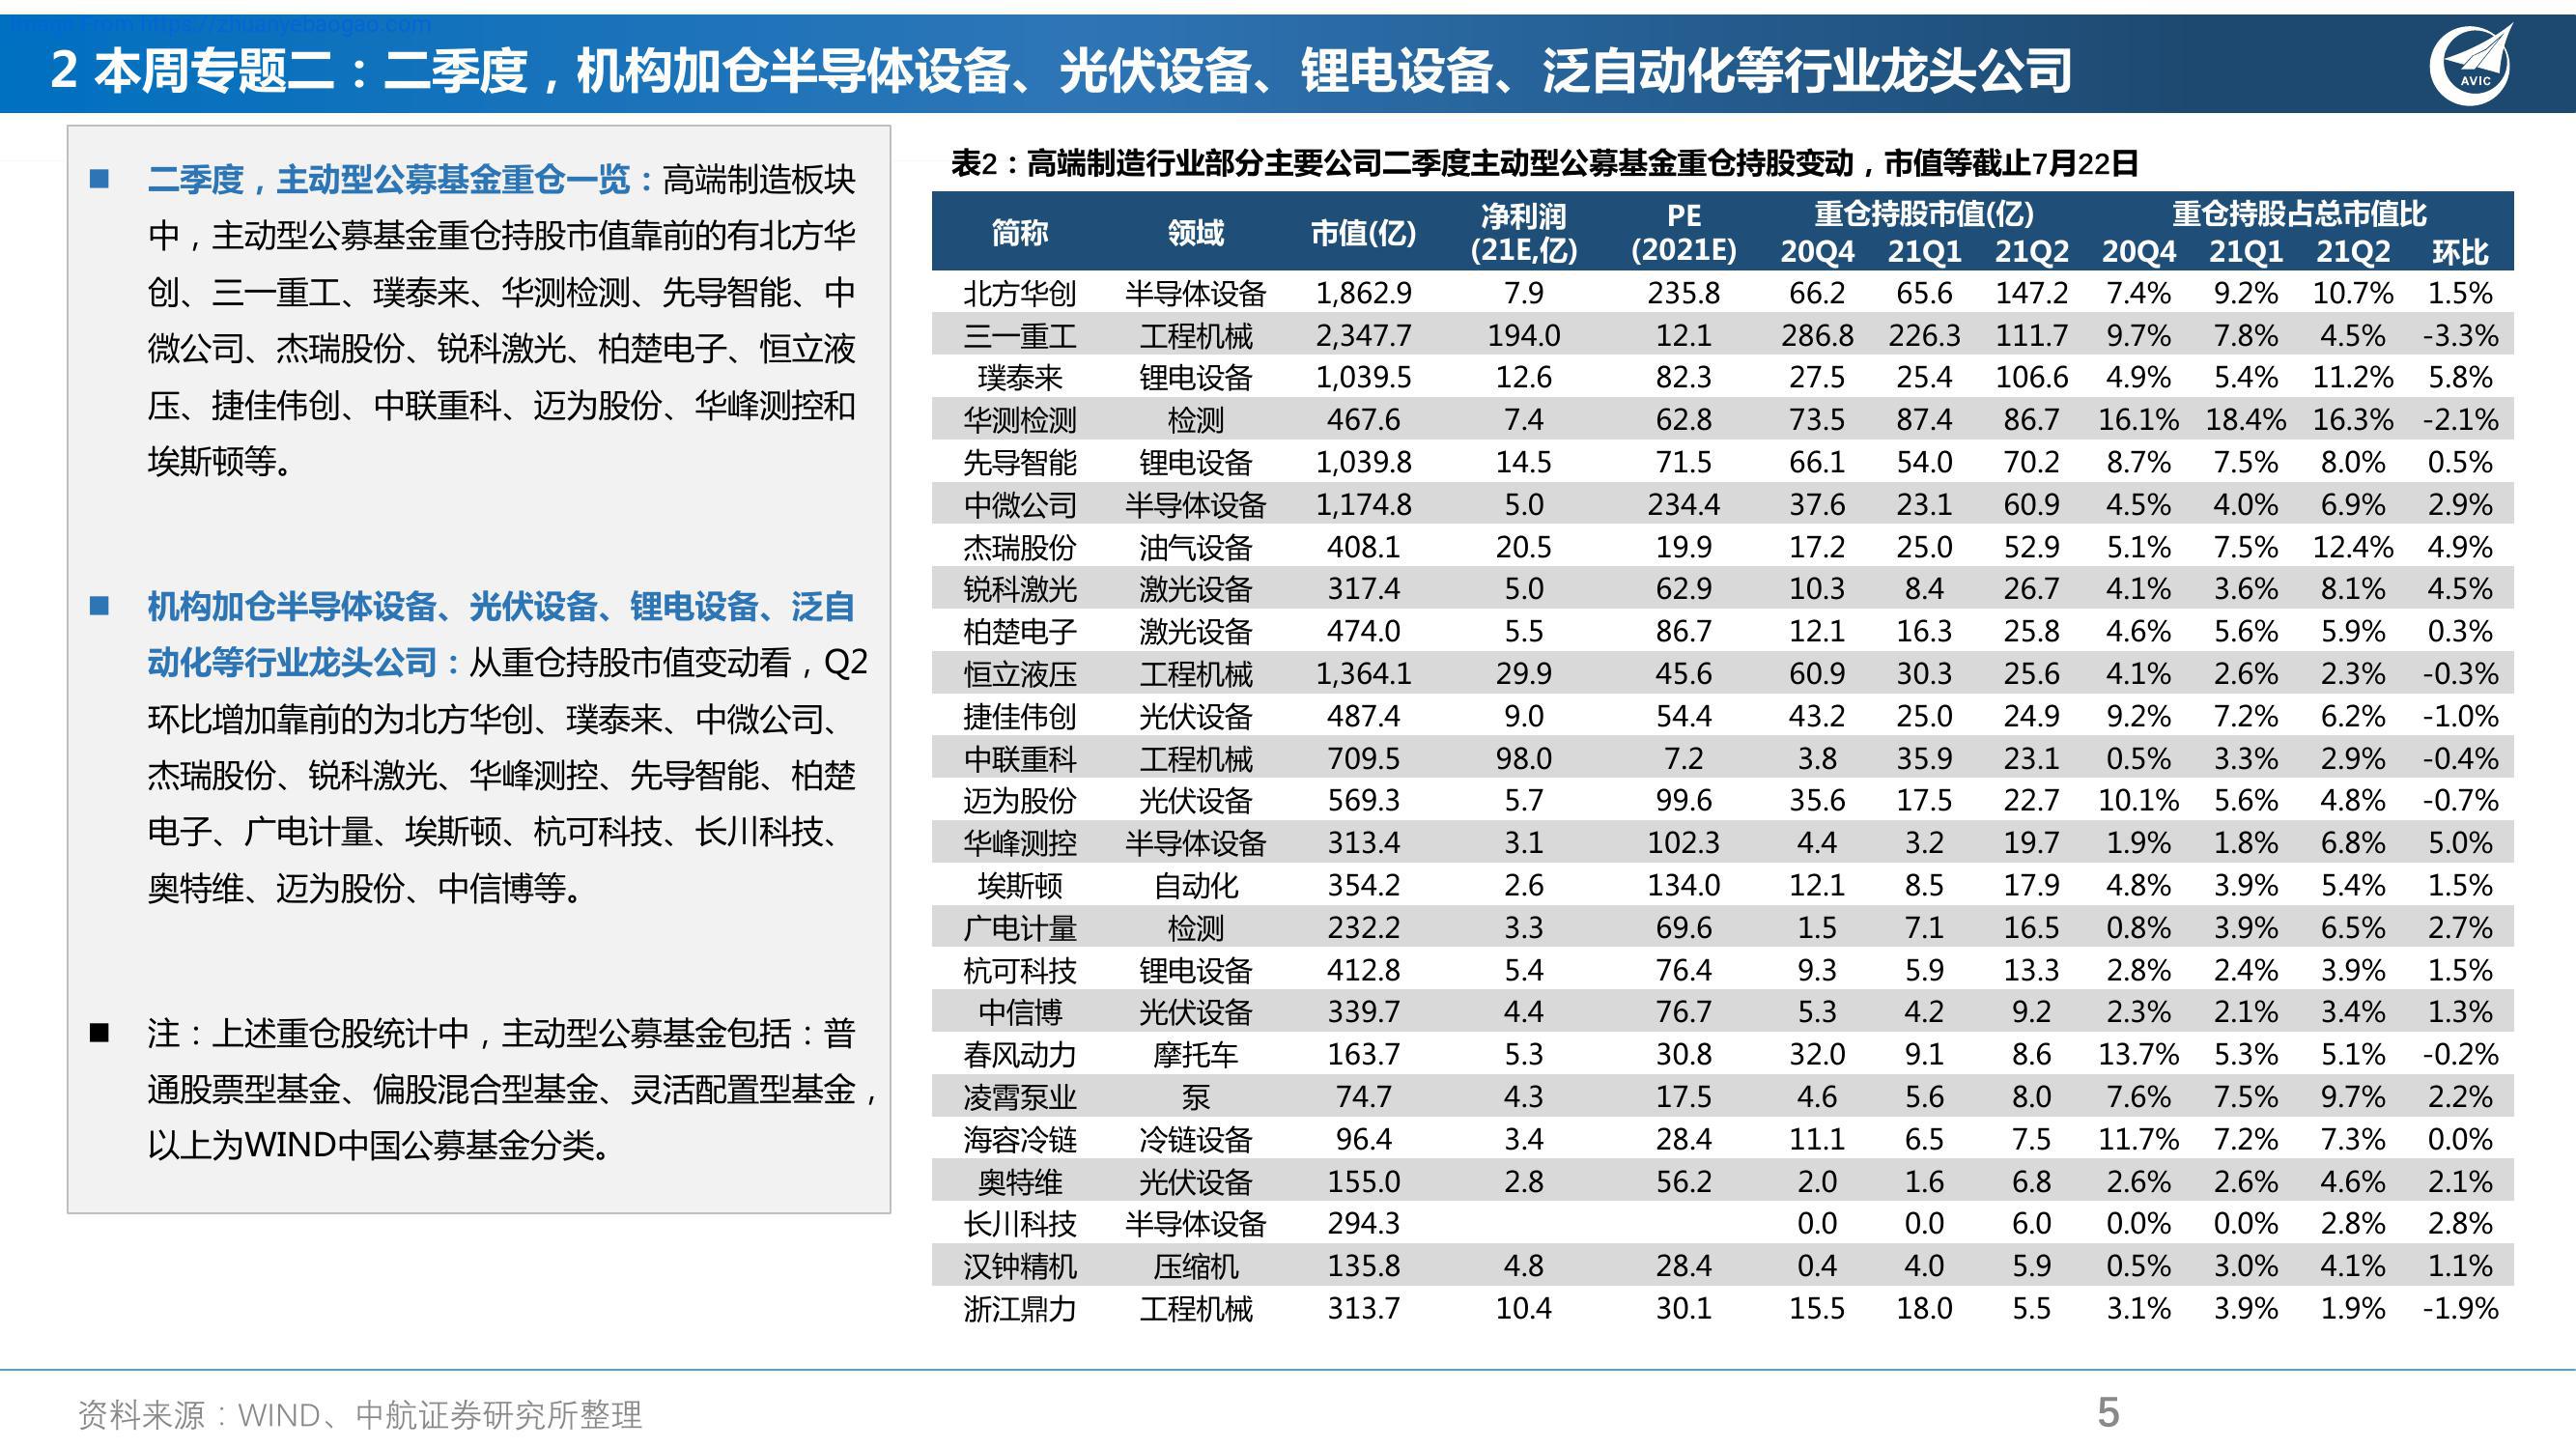 Image From https://zhuanyebaogao.com
2 本周专题二：二季度，机构加仓半导体设备、光伏设备、锂电设备、泛自动化等行业龙头公司
AVIC
■ 二季度，主动型公募基金重仓一览：高端制造板块
中，主动型公募基金重仓持股市值靠前的有北方华
创、三一重工、璞泰来、华测检测、先导智能、中
微公司、杰瑞股份、锐科激光、柏楚电子、恒立液
压、捷佳伟创、中联重科、迈为股份、华峰测控和
埃斯顿等。
■ 机构加仓半导体设备、光伏设备、锂电设备、泛自
动化等行业龙头公司：从重仓持股市值变动看，Q2
环比增加靠前的为北方华创、璞泰来、中微公司、
杰瑞股份、锐科激光、华峰测控、先导智能、柏楚
电子、广电计量、埃斯顿、杭可科技、长川科技、
奥特维、迈为股份、中信博等。
■ 注：上述重仓股统计中，主动型公募基金包括：普
通股票型基金、偏股混合型基金、灵活配置型基金，
以上为WIND中国公募基金分类。
表2：高端制造行业部分主要公司二季度主动型公募基金重仓持股变动，市值等截止7月22日
简称 领域 市值(亿) 净利润 PE 重仓持股市值(亿) 重仓持股占总市值比
(21E,亿) (2021E) 20Q4 21Q1 21Q2 20Q4 21Q1 21Q2 环比
北方华创 半导体设备 1,862.9 7.9 235.8 66.2 65.6 147.2 7.4% 9.2% 10.7% 1.5%
三一重工 工程机械 2,347.7 194.0 12.1 286.8 226.3 111.7 9.7% 7.8% 4.5% -3.3%
璞泰来 锂电设备 1,039.5 12.6 82.3 27.5 25.4 106.6 4.9% 5.4% 11.2% 5.8%
华测检测 检测 467.6 7.4 62.8 73.5 87.4 86.7 16.1% 18.4% 16.3% -2.1%
先导智能 锂电设备 1,039.8 14.5 71.5 66.1 54.0 70.2 8.7% 7.5% 8.0% 0.5%
中微公司 半导体设备 1,174.8 5.0 234.4 37.6 23.1 60.9 4.5% 4.0% 6.9% 2.9%
杰瑞股份 油气设备 408.1 20.5 19.9 17.2 25.0 52.9 5.1% 7.5% 12.4% 4.9%
锐科激光 激光设备 317.4 5.0 62.9 10.3 8.4 26.7 4.1% 3.6% 8.1% 4.5%
柏楚电子 激光设备 474.0 5.5 86.7 12.1 16.3 25.8 4.6% 5.6% 5.9% 0.3%
恒立液压 工程机械 1,364.1 29.9 45.6 60.9 30.3 25.6 4.1% 2.6% 2.3% -0.3%
捷佳伟创 光伏设备 487.4 9.0 54.4 43.2 25.0 24.9 9.2% 7.2% 6.2% -1.0%
中联重科 工程机械 709.5 98.0 7.2 3.8 35.9 23.1 0.5% 3.3% 2.9% -0.4%
迈为股份 光伏设备 569.3 5.7 99.6 35.6 17.5 22.7 10.1% 5.6% 4.8% -0.7%
华峰测控 半导体设备 313.4 3.1 102.3 4.4 3.2 19.7 1.9% 1.8% 6.8% 5.0%
埃斯顿 自动化 354.2 2.6 134.0 12.1 8.5 17.9 4.8% 3.9% 5.4% 1.5%
广电计量 检测 232.2 3.3 69.6 1.5 7.1 16.5 0.8% 3.9% 6.5% 2.7%
杭可科技 锂电设备 412.8 5.4 76.4 9.3 5.9 13.3 2.8% 2.4% 3.9% 1.5%
中信博 光伏设备 339.7 4.4 76.7 5.3 4.2 9.2 2.3% 2.1% 3.4% 1.3%
春风动力 摩托车 163.7 5.3 30.8 32.0 9.1 8.6 13.7% 5.3% 5.1% -0.2%
凌霄泵业 泵 74.7 4.3 17.5 4.6 5.6 8.0 7.6% 7.5% 9.7% 2.2%
海容冷链 冷链设备 96.4 3.4 28.4 11.1 6.5 7.5 11.7% 7.2% 7.3% 0.0%
奥特维 光伏设备 155.0 2.8 56.2 2.0 1.6 6.8 2.6% 2.6% 4.6% 2.1%
长川科技 半导体设备 294.3 0.0 0.0 6.0 0.0% 0.0% 2.8% 2.8%
汉钟精机 压缩机 135.8 4.8 28.4 0.4 4.0 5.9 0.5% 3.0% 4.1% 1.1%
浙江鼎力 工程机械 313.7 10.4 30.1 15.5 18.0 5.5 3.1% 3.9% 1.9% -1.9%
资料来源：WIND、中航证券研究所整理
5